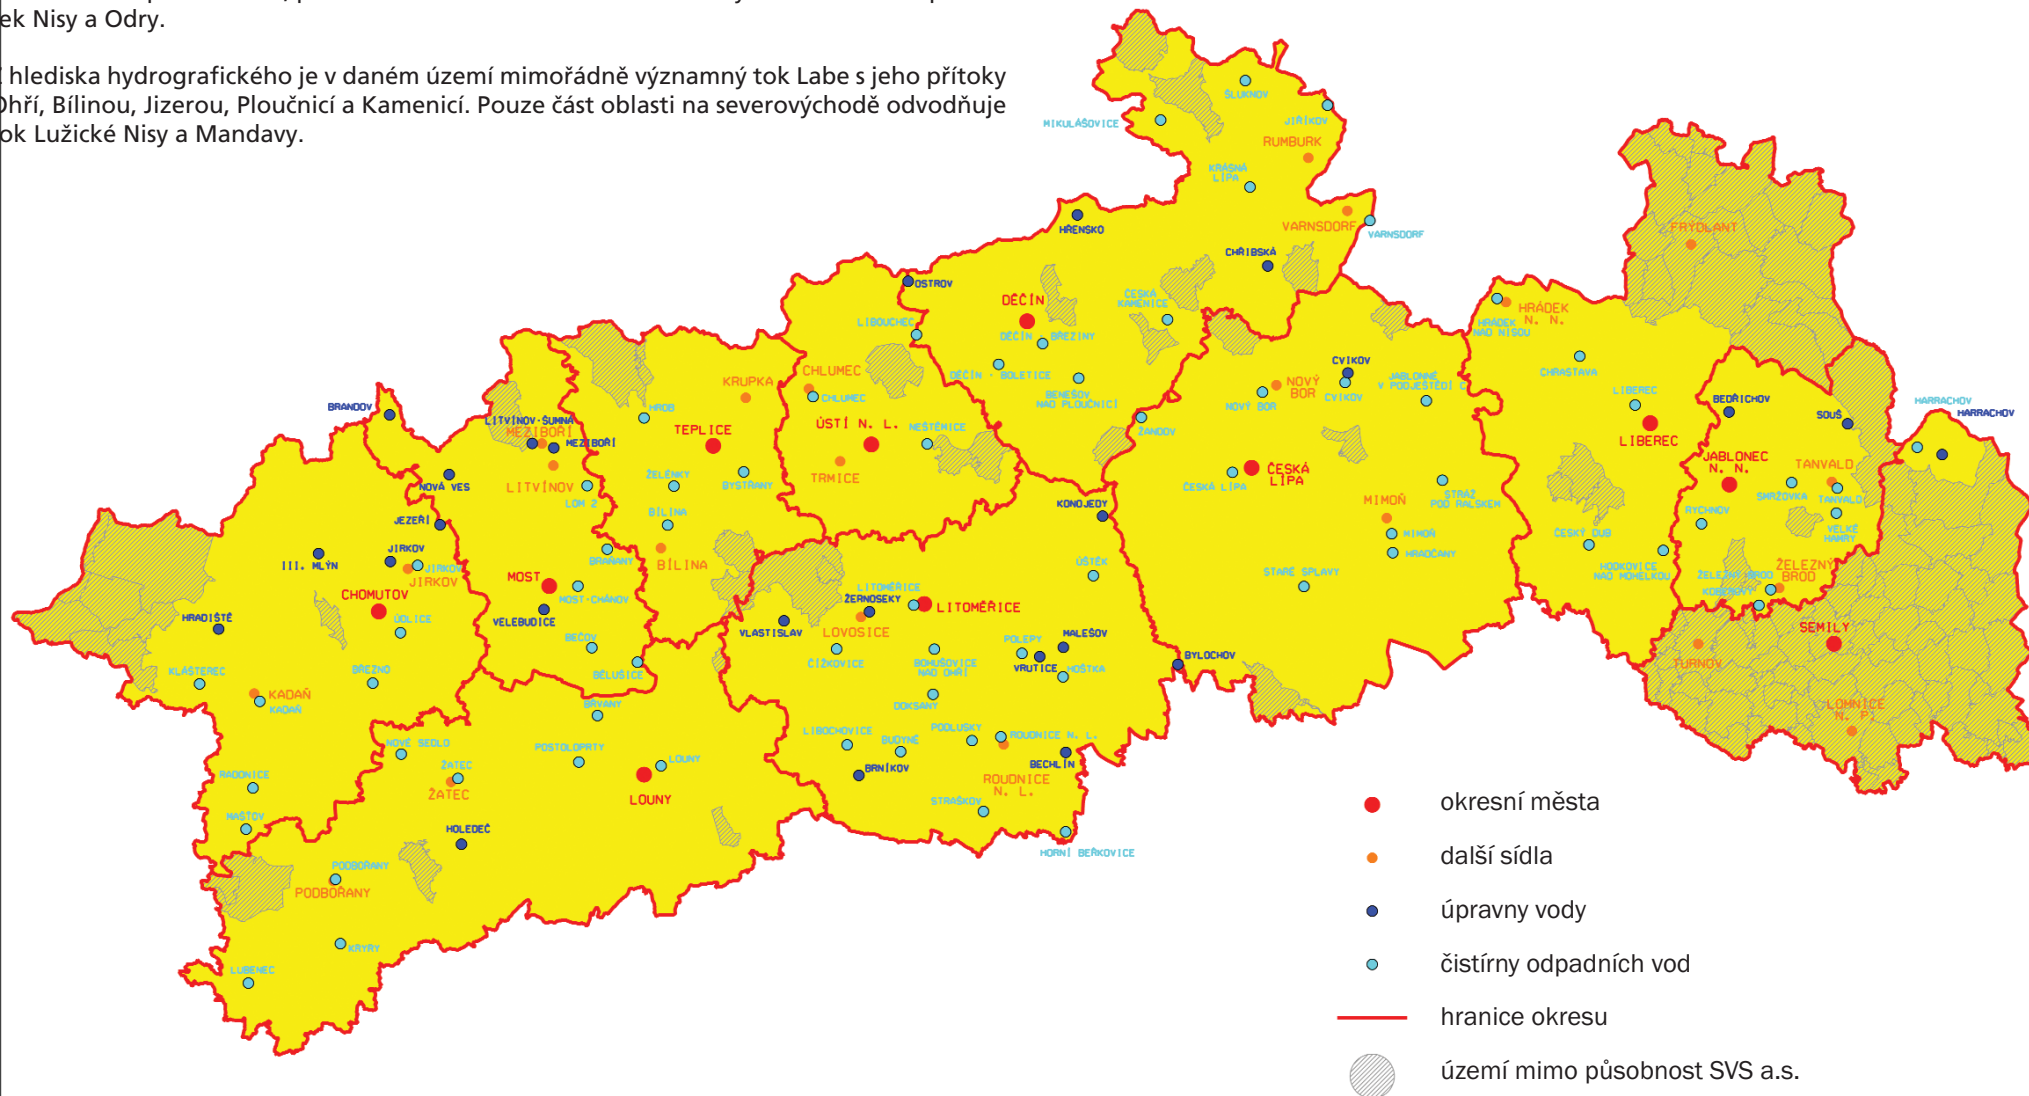 ek Nisy a Odry.
hlediska hydrografického je v daném území mimořádně významný tok Labe s jeho přítoky
Ohří, Bílinou, Jizerou, Ploučnicí a Kamenicí. Pouze část oblasti na severovýchodě odvodňuje
ok Lužické Nisy a Mandavy.
ŠLUKNOV
MIKULÁŠOVICE
JIŘÍKOV
RUMBURK
KRÁSNÁ
LÍPA
VARNSDORF
VARNSDORF
HŘENSKO
CHŘIBSKÁ
FRÝDLANT
OSTROV
DĚČÍN
ČESKÁ
KAMENICE
LIBOUCHEC
DĚČÍN - BŘEZINY
DĚČÍN - BOLETICE
BENEŠOV
NAD PLOUČNICÍ
HRÁDEK
N. N.
HRÁDEK
NAD NISOU
CHRASTAVA
CVIKOV
CVIKOV
NOVÝ
BOR
NOVÝ BOR
JABLONNÉ
V PODJEŠTĚDÍ C
LIBEREC
LIBEREC
BEDŘICHOV
SOUŠ
HARRACHOV
HARRACHOV
KRUPKA
CHLUMEC
CHLUMEC
BRANDOV
HROB
LITVÍNOV-ŠUMNÁ
MEZIBOŘÍ
MEZIBOŘÍ
TEPLICE
ÚSTÍ N. L.
NEŠTĚMICE
ŽANDOV
TRMICE
NOVÁ VES
LITVÍNOV
LOM 2
ŽELÉNKY
BYSTŘANY
ČESKÁ LÍPA
ČESKÁ
LÍPA
MIMOŇ
STRÁŽ
POD RALSKEM
JABLONEC
N. N.
TANVALD
SMRŽOVKA
TANVALD
RYCHNOV
VELKÉ
HAMRY
KONOJEDY
JEZEŘÍ
BÍLINA
MIMOŇ
HRADČANY
ČESKÝ DUB
JIRKOV
III. MLÝN
JIRKOV
JIRKOV
BRAŇANY
BÍLINA
ÚŠTĚK
STARÉ SPLAVY
HODKOVICE
NAD MOHELKOU
ŽELEZNÝ BROD
ŽELEZNÝ
BROD
KOBEROVY
MOST
MOST-CHÁNOV
CHOMUTOV
LITOMĚŘICE
LITOMĚŘICE
ŽERNOSEKY
HRADIŠTĚ
ÚDLICE
VELEBUDICE
VLASTISLAV
LOVOSICE
SEMILY
BEČOV
POLEPY
MALEŠOV
KLÁŠTEREC
BŘEZNO
BĚLUŠICE
ČÍŽKOVICE
BOHUŠOVICE
NAD OHŘÍ
VRUTICE
HOŠTKA
BYLOCHOV
TURNOV
KADAŇ
KADAŇ
BŘVANY
DOKSANY
LOMNICE
N. P.
NOVÉ SEDLO
POSTOLOPRTY
LIBOCHOVICE
BUDYNĚ
PODLUSKY
ROUDNICE N. L.
RADONICE
ŽATEC
ŽATEC
LOUNY
LOUNY
BRNÍKOV
BECHLÍN
ROUDNICE
N. L.
MAŠŤOV
HOLEDEČ
STRAŠKOV
HORNÍ BEŘKOVICE
PODBOŘANY
PODBOŘANY
KRYRY
LUBENEC
okresní města
další sídla
úpravny vody
čistírny odpadních vod
hranice okresu
území mimo působnost SVS a.s.